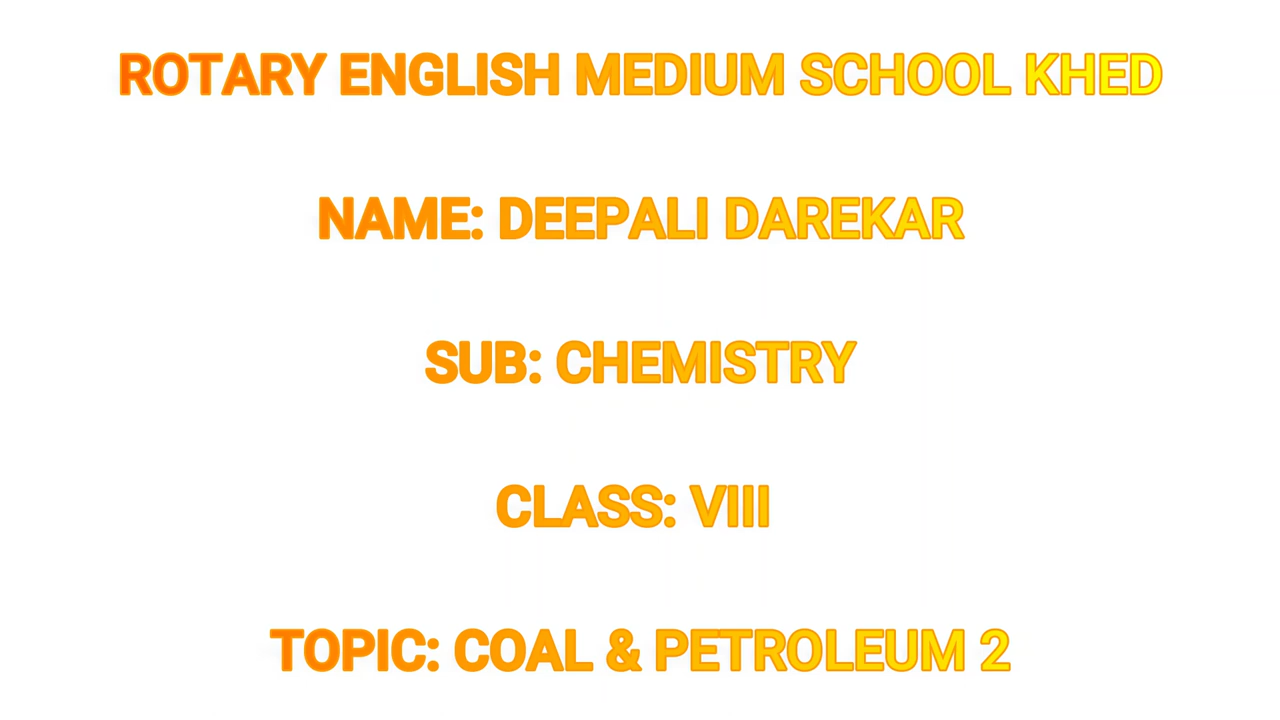 ROTARY ENGLISH MEDIUM SCHOOL KHED
NAME: DEEPALI DAREKAR
SUB: CHEMISTRY
CLASS: VIII
TOPIC: COAL & PETROLEUM 2